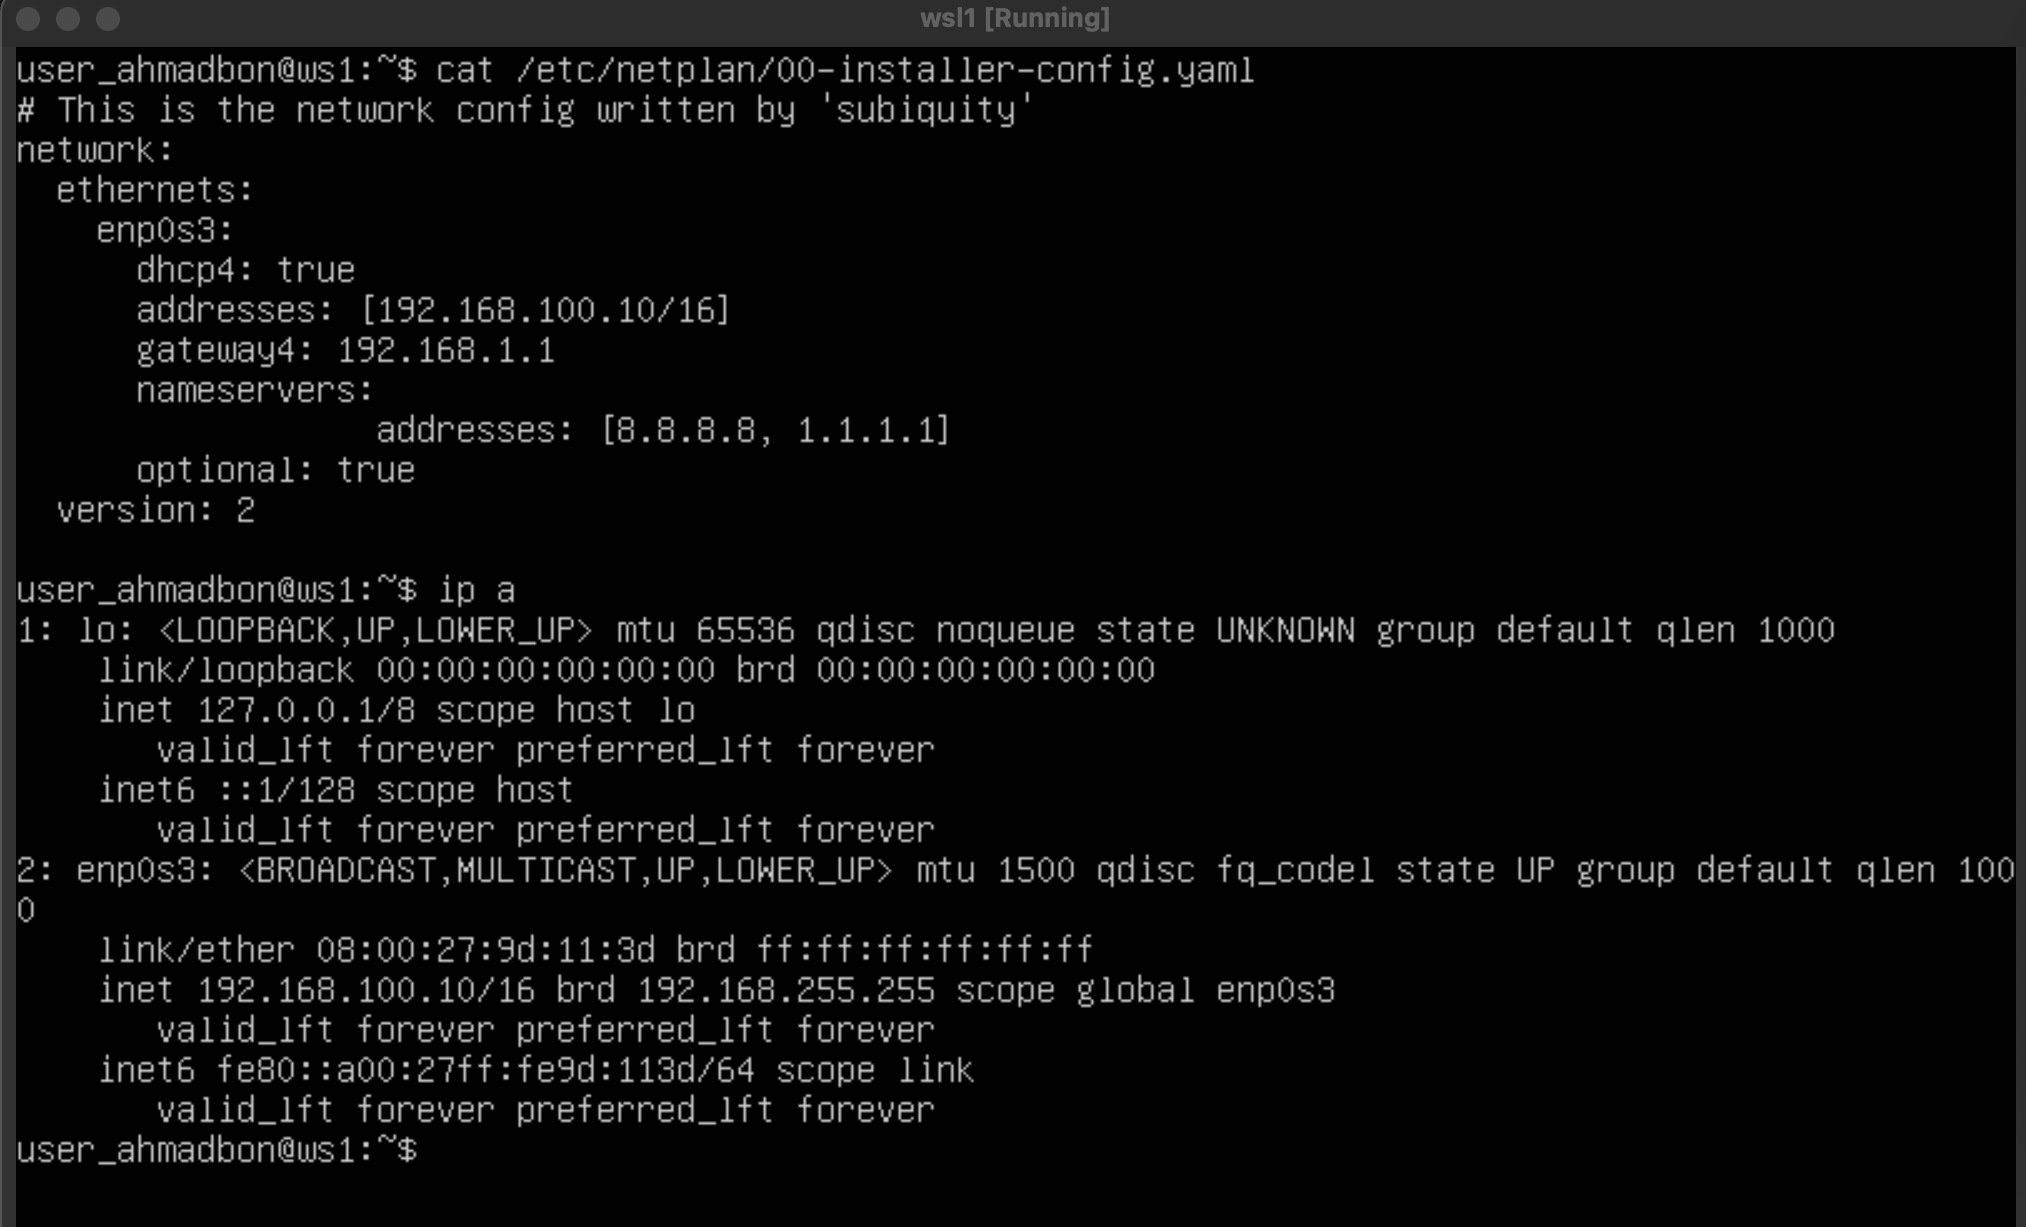 wsl1 [Running]
user_ahmadbon@ws1:~$ cat /etc/netplan/00-installer-config.yaml
# This is the network config written by 'subiquity'
network:
  ethernets:
    enp0s3:
      dhcp4: true
      addresses: [192.168.100.10/16]
      gateway4: 192.168.1.1
      nameservers:
                  addresses: [8.8.8.8, 1.1.1.1]
      optional: true
  version: 2

user_ahmadbon@ws1:~$ ip a
1: lo: <LOOPBACK,UP,LOWER_UP> mtu 65536 qdisc noqueue state UNKNOWN group default qlen 1000
    link/loopback 00:00:00:00:00:00 brd 00:00:00:00:00:00
    inet 127.0.0.1/8 scope host lo
       valid_lft forever preferred_lft forever
    inet6 ::1/128 scope host
       valid_lft forever preferred_lft forever
2: enp0s3: <BROADCAST,MULTICAST,UP,LOWER_UP> mtu 1500 qdisc fq_codel state UP group default qlen 100
0
    link/ether 08:00:27:9d:11:3d brd ff:ff:ff:ff:ff:ff
    inet 192.168.100.10/16 brd 192.168.255.255 scope global enp0s3
       valid_lft forever preferred_lft forever
    inet6 fe80::a00:27ff:fe9d:113d/64 scope link
       valid_lft forever preferred_lft forever
user_ahmadbon@ws1:~$